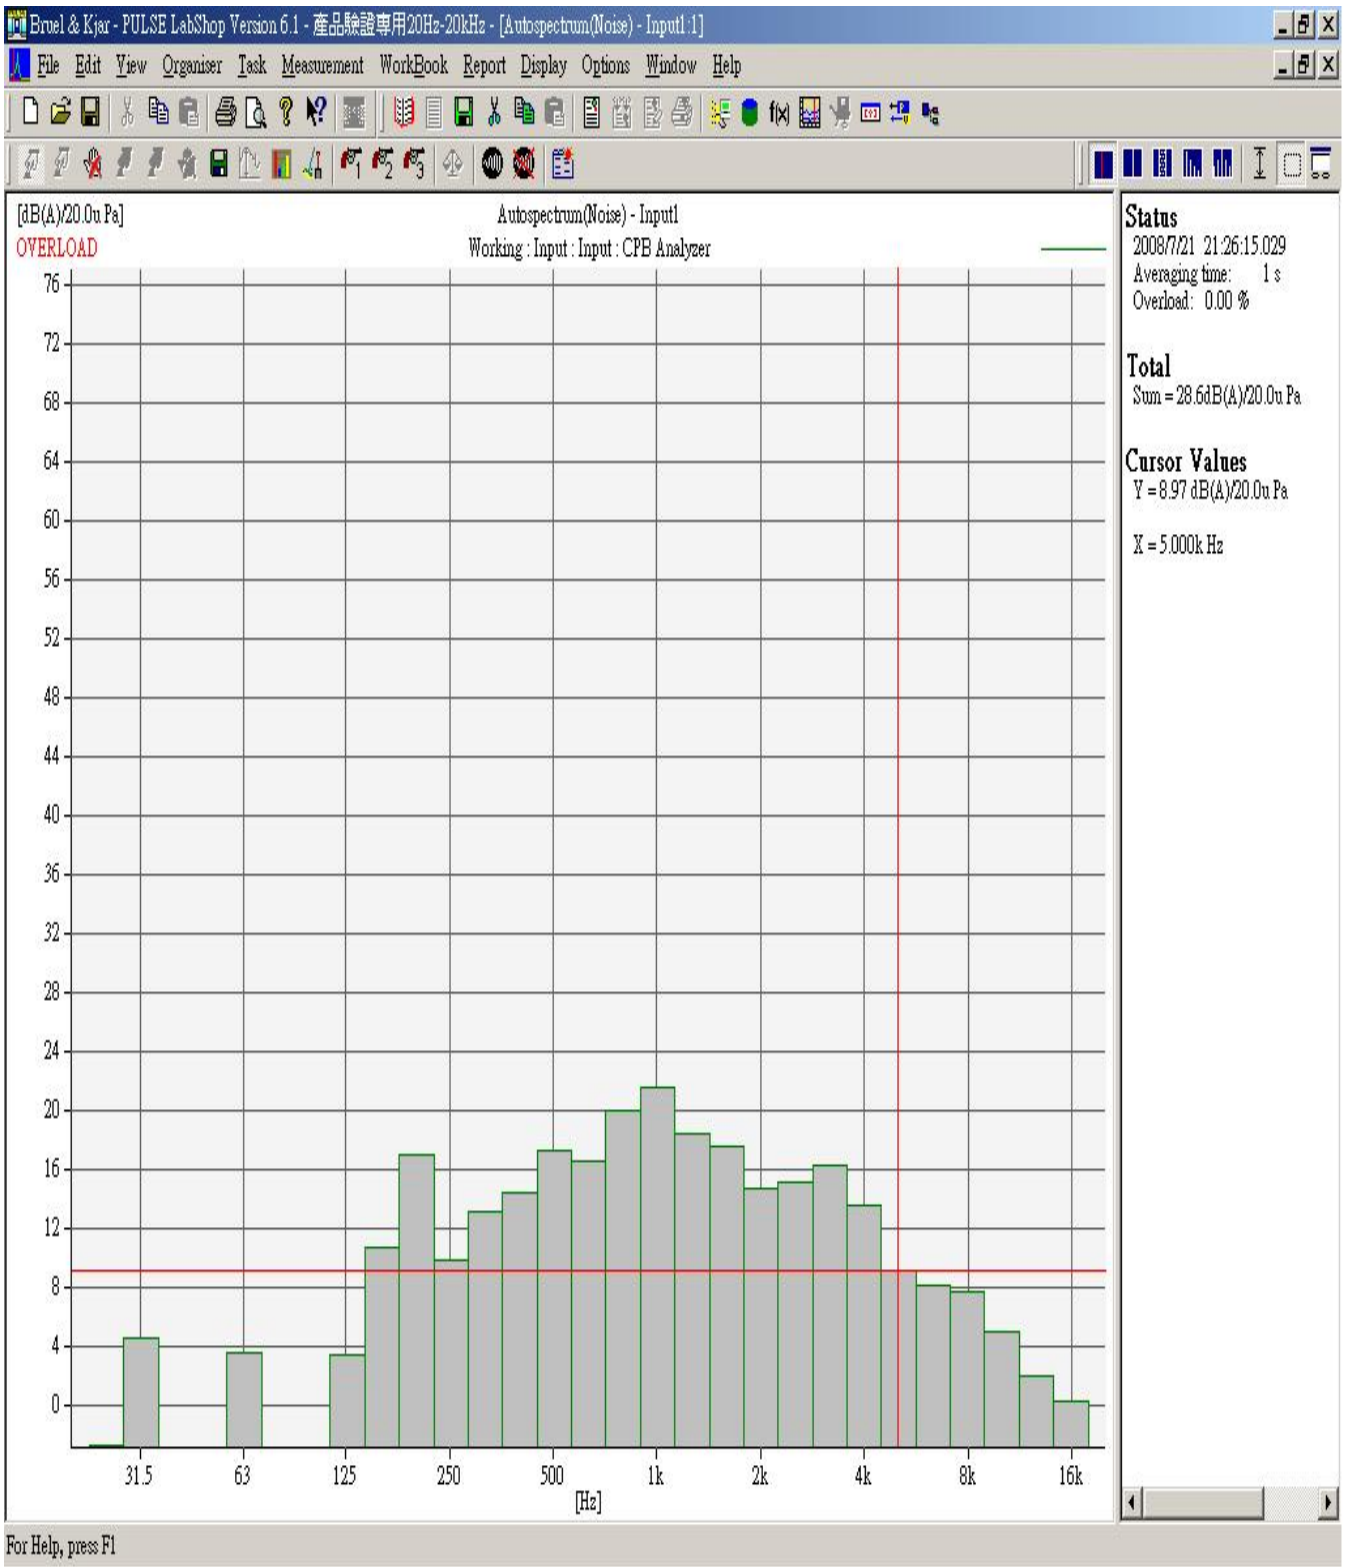 Bruel & Kjar - PULSE LabShop Version 6.1 - 產品驗證專用20Hz-20kHz - [Autospectrum(Noise) - Input1:1]
File Edit View Organiser Task Measurement WorkBook Report Display Options Window Help
f(x)
1 2 3
[dB(A)/20.0u Pa]
Autospectrum(Noise) - Input1
OVERLOAD
Working : Input : Input : CPB Analyzer
76
72
68
64
60
56
52
48
44
40
36
32
28
24
20
16
12
8
4
0
31.5 63 125 250 500 1k 2k 4k 8k 16k
[Hz]
Status
2008/7/21 21:26:15.029
Averaging time: 1 s
Overload: 0.00 %
Total
Sum = 28.6dB(A)/20.0u Pa
Cursor Values
Y = 8.97 dB(A)/20.0u Pa
X = 5.000k Hz
For Help, press F1